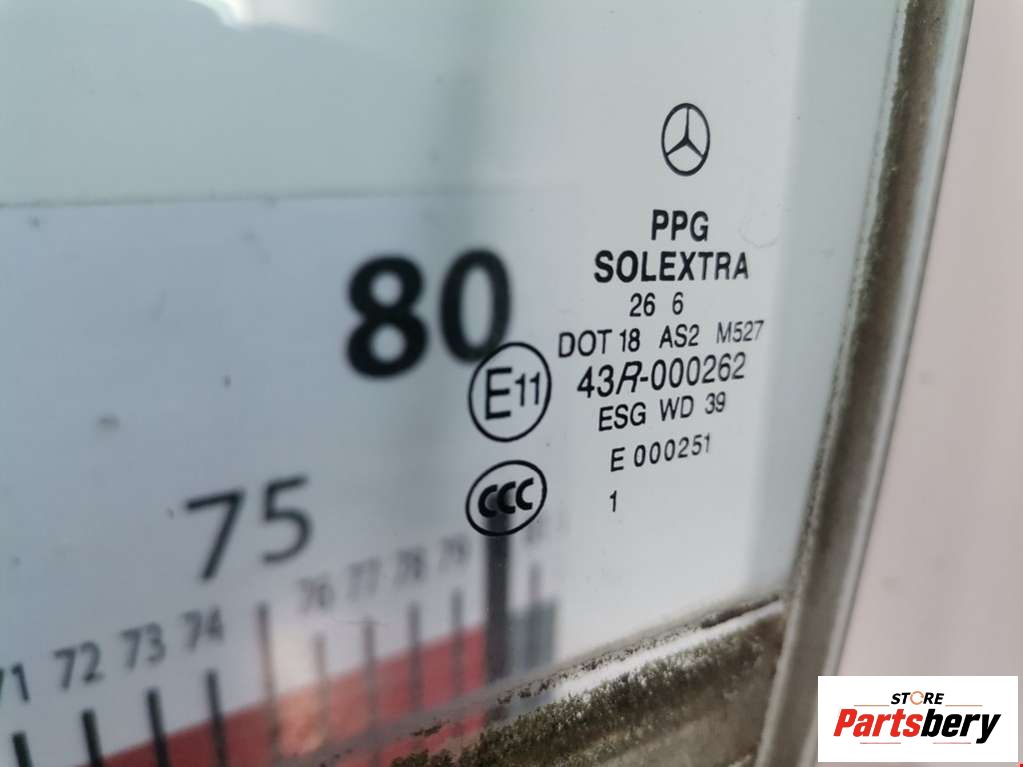 PPG
SOLEXTRA
26 6
DOT 18 AS2 M527
43R-000262
ESG WD 39
E 000251
1
E11
CCC
80
75
71 72 73 74 76 77 78 79
STORE
Partsbery